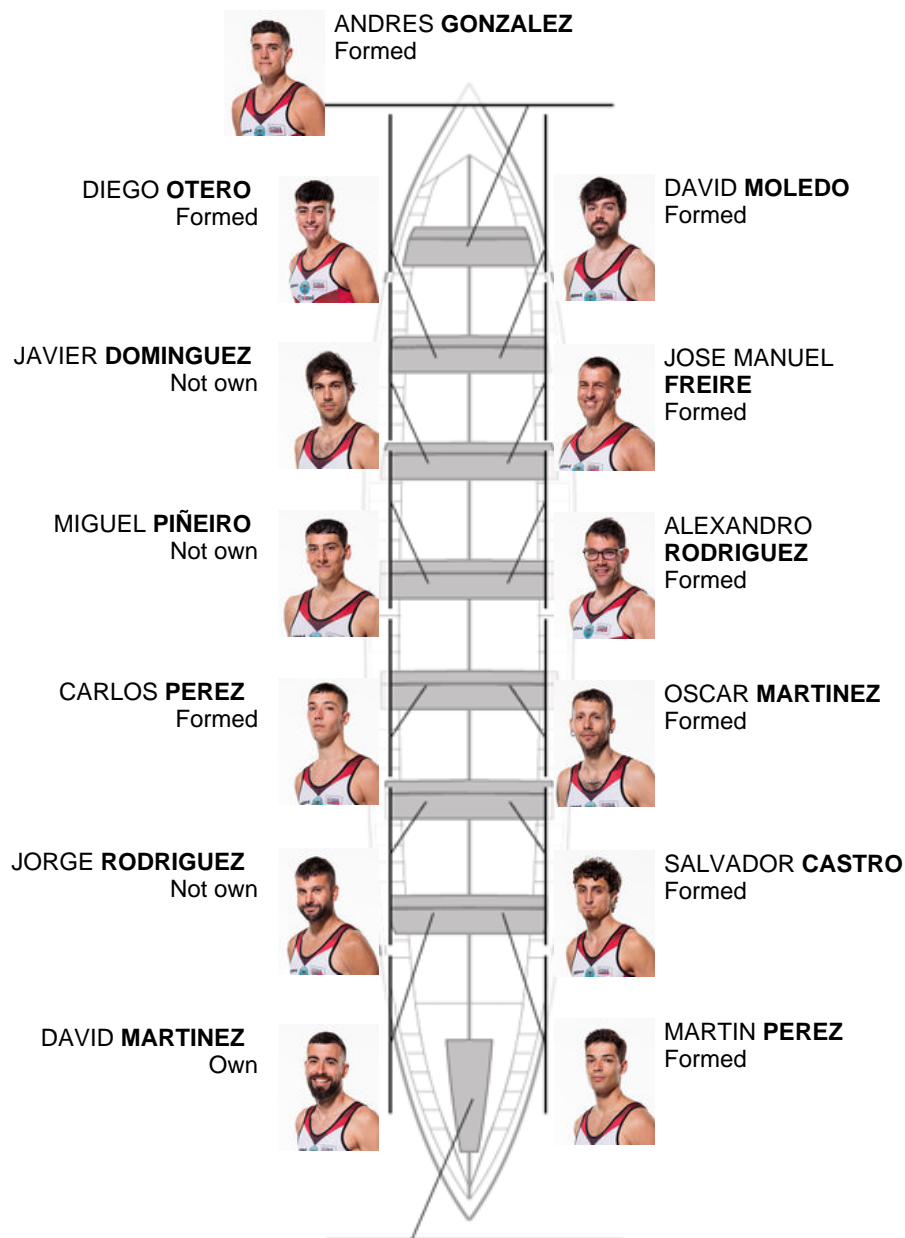 ANDRES GONZALEZ
Formed
DIEGO OTERO
Formed
DAVID MOLEDO
Formed
JAVIER DOMINGUEZ
Not own
JOSE MANUEL
FREIRE
Formed
MIGUEL PIÑEIRO
Not own
ALEXANDRO
RODRIGUEZ
Formed
CARLOS PEREZ
Formed
OSCAR MARTINEZ
Formed
JORGE RODRIGUEZ
Not own
SALVADOR CASTRO
Formed
DAVID MARTINEZ
Own
MARTIN PEREZ
Formed